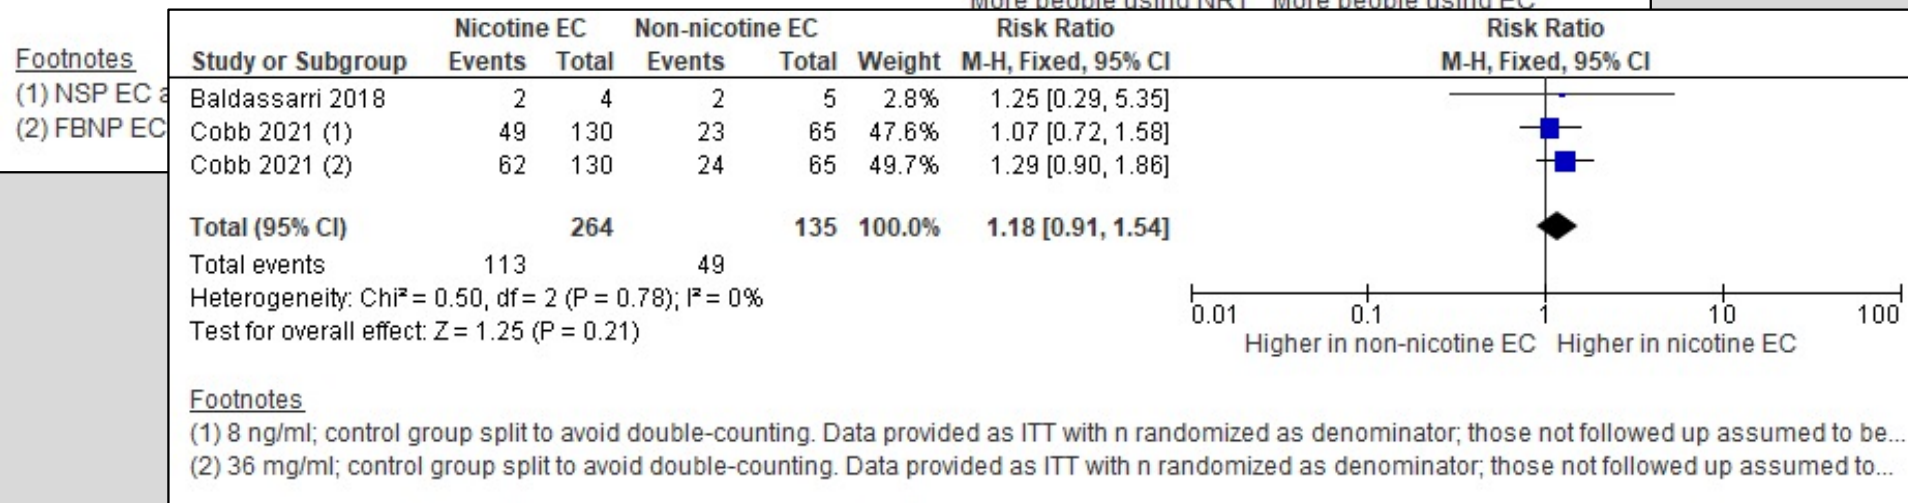 More people using NRT More people using EC
Footnotes
(1) NSP EC a
(2) FBNP EC
Nicotine EC Non-nicotine EC Risk Ratio Risk Ratio
Study or Subgroup Events Total Events Total Weight M-H, Fixed, 95% CI M-H, Fixed, 95% CI
Baldassarri 2018 2 4 2 5 2.8% 1.25 [0.29, 5.35]
Cobb 2021 (1) 49 130 23 65 47.6% 1.07 [0.72, 1.58]
Cobb 2021 (2) 62 130 24 65 49.7% 1.29 [0.90, 1.86]
Total (95% CI) 264 135 100.0% 1.18 [0.91, 1.54]
Total events 113 49
Heterogeneity: Chi² = 0.50, df = 2 (P = 0.78); I² = 0%
Test for overall effect: Z = 1.25 (P = 0.21)
0.01 0.1 1 10 100
Higher in non-nicotine EC Higher in nicotine EC
Footnotes
(1) 8 ng/ml; control group split to avoid double-counting. Data provided as ITT with n randomized as denominator; those not followed up assumed to be...
(2) 36 mg/ml; control group split to avoid double-counting. Data provided as ITT with n randomized as denominator; those not followed up assumed to...